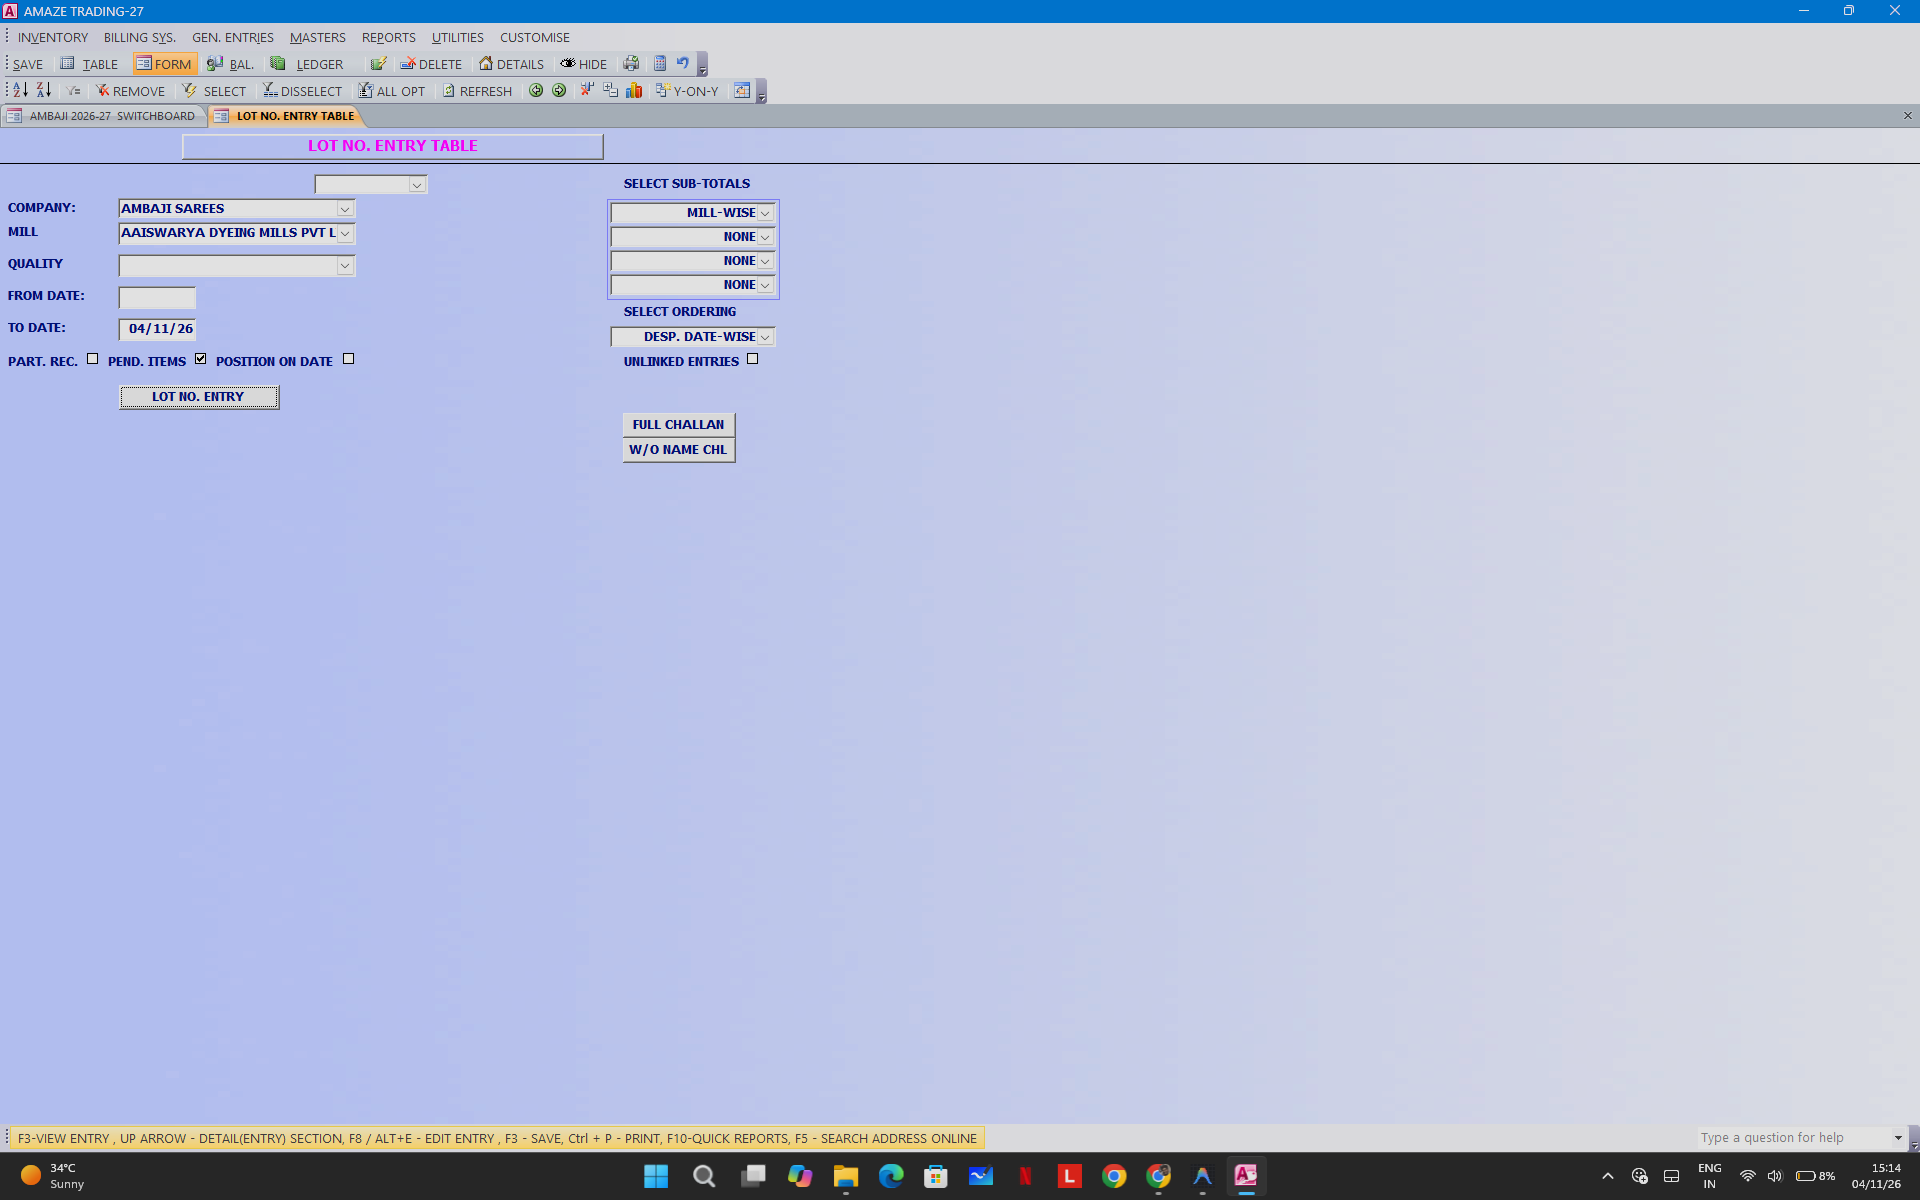 AMAZE TRADING-27
INVENTORY BILLING SYS. GEN. ENTRIES MASTERS REPORTS UTILITIES CUSTOMISE
SAVE TABLE FORM BAL. LEDGER DELETE DETAILS HIDE
REMOVE SELECT DISSELECT ALL OPT REFRESH Y-ON-Y
AMBAJI 2026-27 SWITCHBOARD LOT NO. ENTRY TABLE
LOT NO. ENTRY TABLE
COMPANY: AMBAJI SAREES
MILL AAISWARYA DYEING MILLS PVT L
QUALITY
FROM DATE:
TO DATE: 04/11/26
PART. REC. PEND. ITEMS POSITION ON DATE
LOT NO. ENTRY
SELECT SUB-TOTALS
MILL-WISE
NONE
NONE
NONE
SELECT ORDERING
DESP. DATE-WISE
UNLINKED ENTRIES
FULL CHALLAN
W/O NAME CHL
F3-VIEW ENTRY , UP ARROW - DETAIL(ENTRY) SECTION, F8 / ALT+E - EDIT ENTRY , F3 - SAVE, Ctrl + P - PRINT, F10-QUICK REPORTS, F5 - SEARCH ADDRESS ONLINE
Type a question for help
34°C
Sunny
ENG
IN
8%
15:14
04/11/26